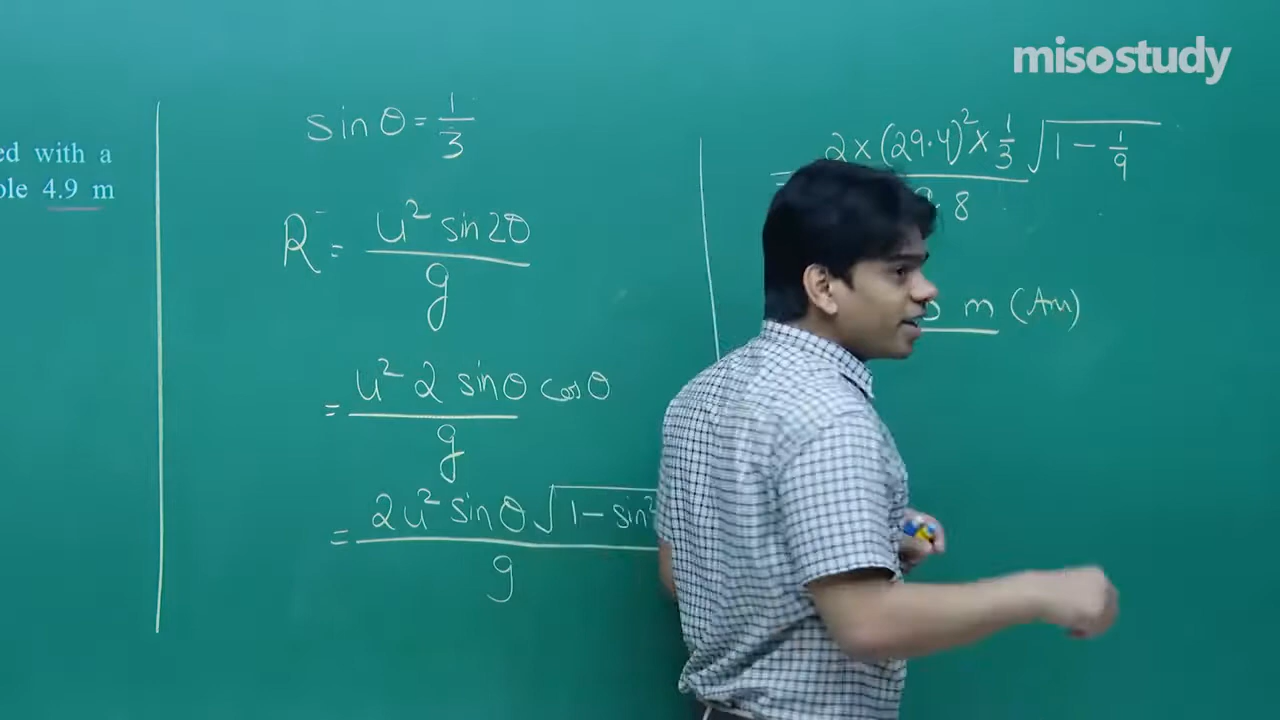 misostudy
ed with a
ole 4.9 m
sin θ = 1/3
R = u² sin 2θ / g
= u² 2 sin θ cos θ / g
= 2u² sin θ √1 − sin² / g
= 2 × (29.4)² × 1/3 √1 − 1/9 / 8
m (Ans)